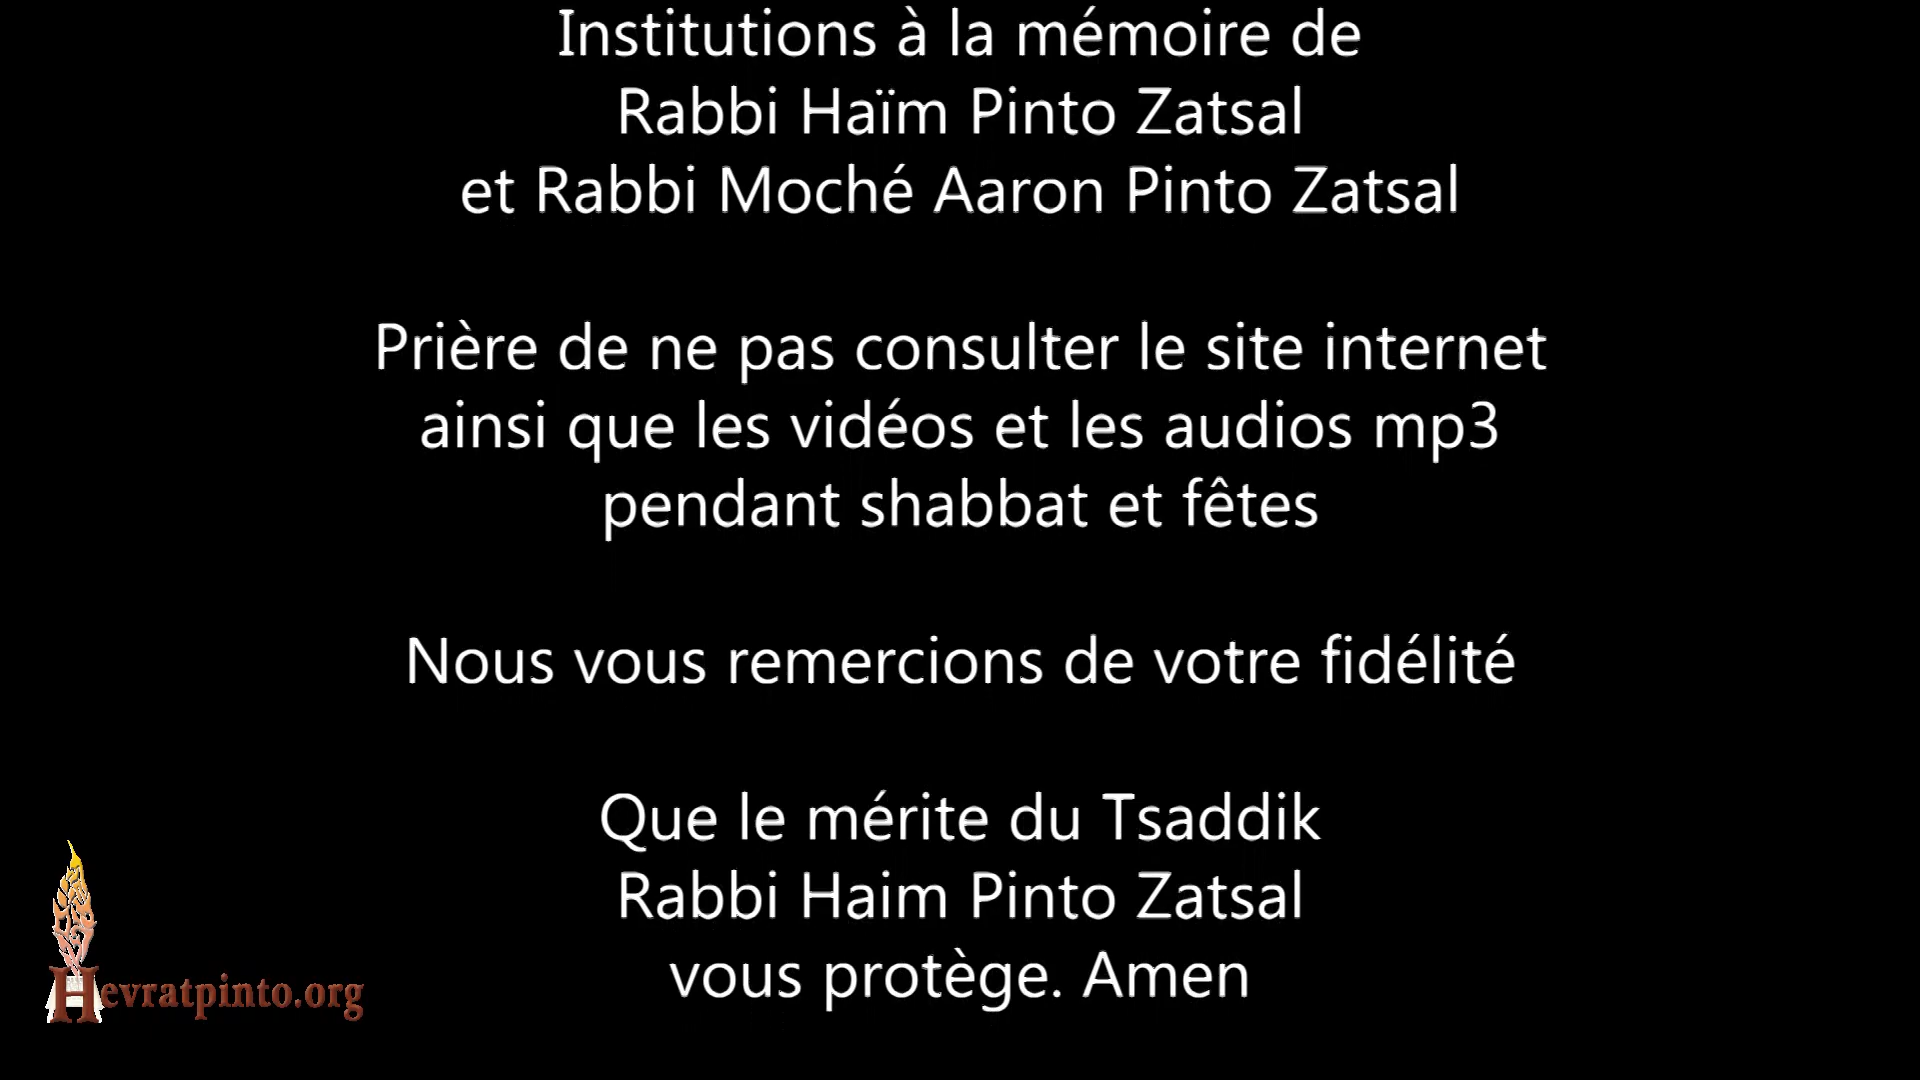 Institutions à la mémoire de
Rabbi Haïm Pinto Zatsal
et Rabbi Moché Aaron Pinto Zatsal
Prière de ne pas consulter le site internet
ainsi que les vidéos et les audios mp3
pendant shabbat et fêtes
Nous vous remercions de votre fidélité
Que le mérite du Tsaddik
Rabbi Haim Pinto Zatsal
vous protège. Amen
Hevratpinto.org